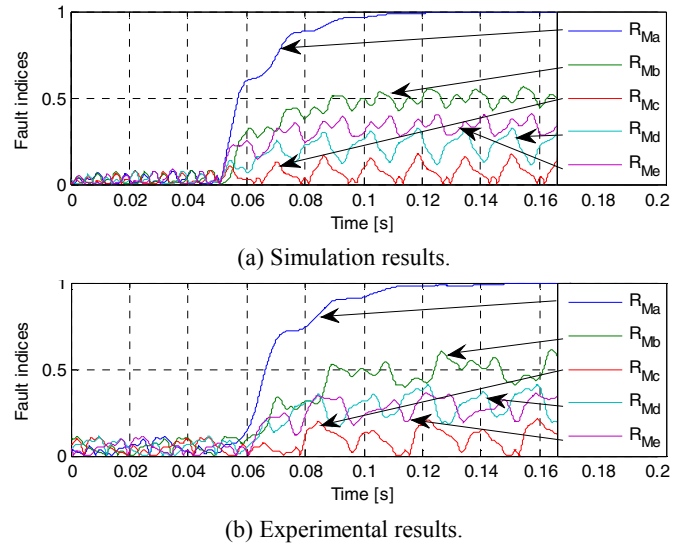 1
0.5
0
Fault indices
0 0.02 0.04 0.06 0.08 0.1 0.12 0.14 0.16 0.18 0.2
Time [s]
R_Ma
R_Mb
R_Mc
R_Md
R_Me
(a) Simulation results.
1
0.5
0
Fault indices
0 0.02 0.04 0.06 0.08 0.1 0.12 0.14 0.16 0.18 0.2
Time [s]
R_Ma
R_Mb
R_Mc
R_Md
R_Me
(b) Experimental results.